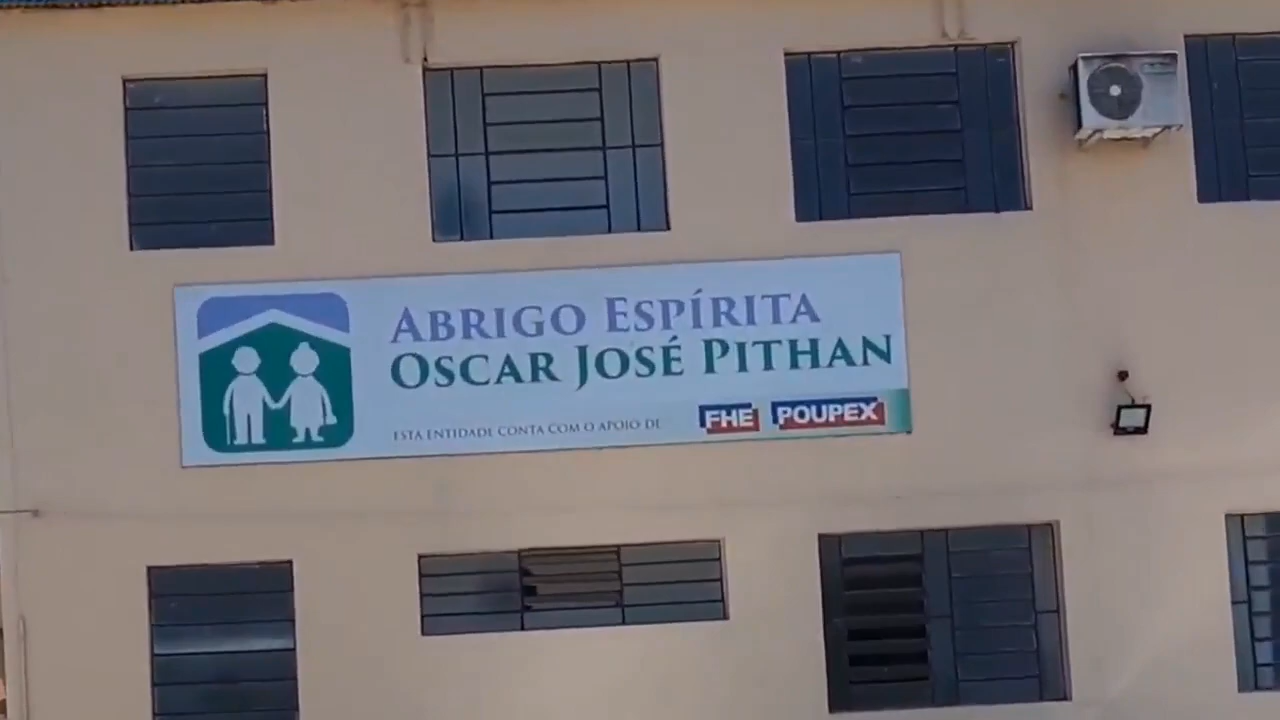 ABRIGO ESPÍRITA
OSCAR JOSÉ PITHAN
ESTA ENTIDADE CONTA COM O APOIO DE FHE POUPEX